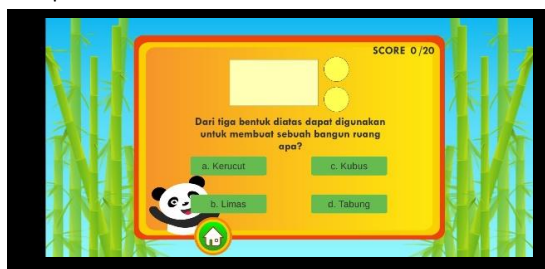 SCORE 0/20
Dari tiga bentuk diatas dapat digunakan
untuk membuat sebuah bangun ruang
apa?
a. Kerucut
c. Kubus
b. Limas
d. Tabung